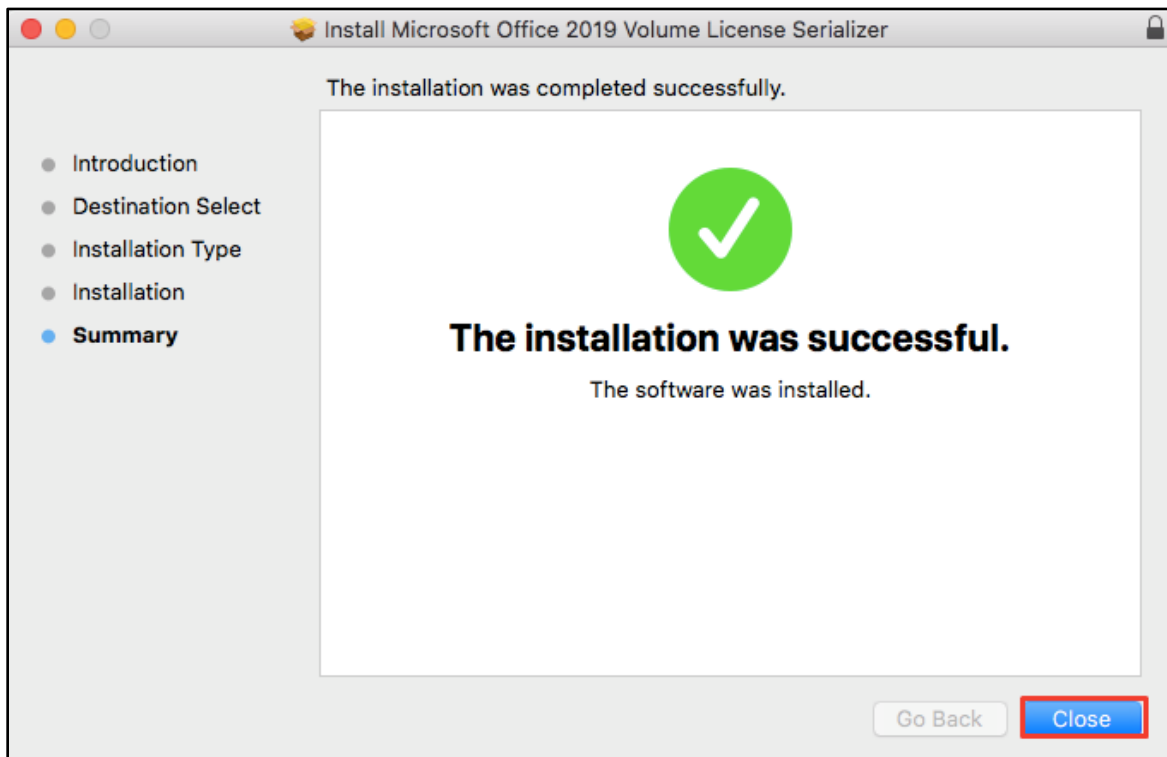 Install Microsoft Office 2019 Volume License Serializer
The installation was completed successfully.
Introduction
Destination Select
Installation Type
Installation
Summary
The installation was successful.
The software was installed.
Go Back
Close